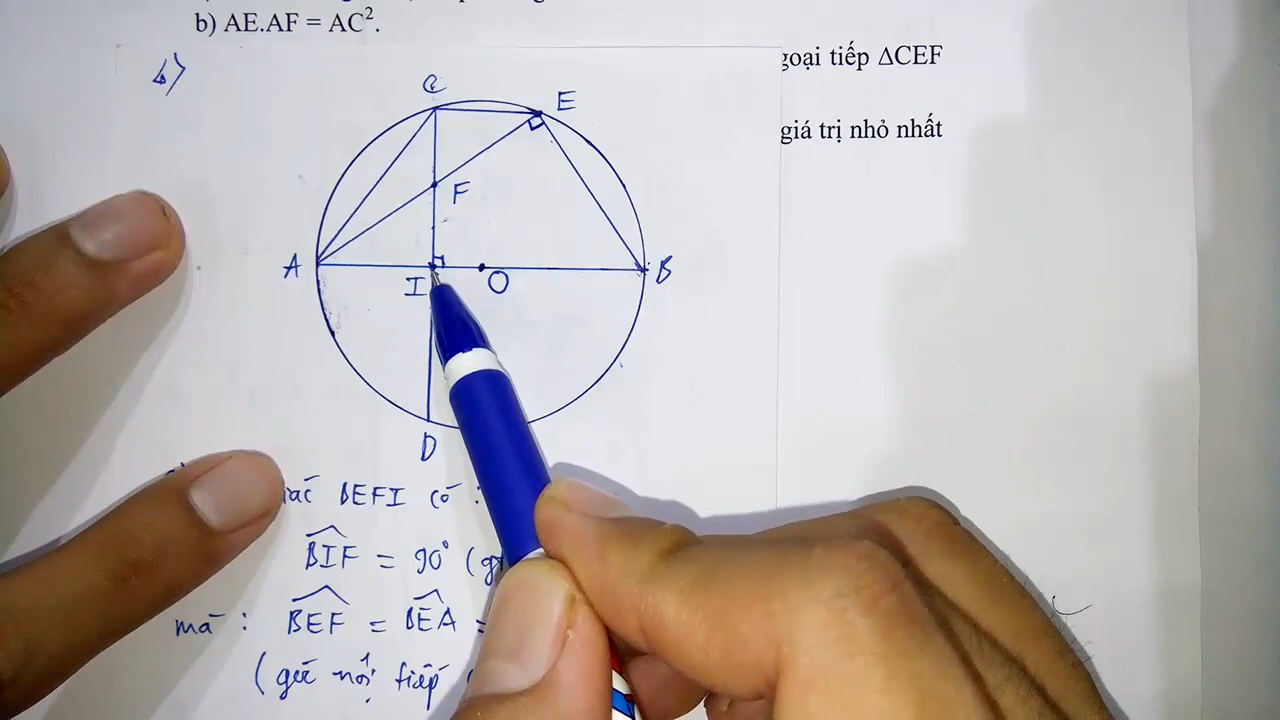 b) AE.AF = AC².
goại tiếp ΔCEF
giá trị nhỏ nhất
b)
C
E
F
A
I
O
B
D
BEFI có :
BIF = 90° (
mà : BEF = BEA =
(góc nội tiếp